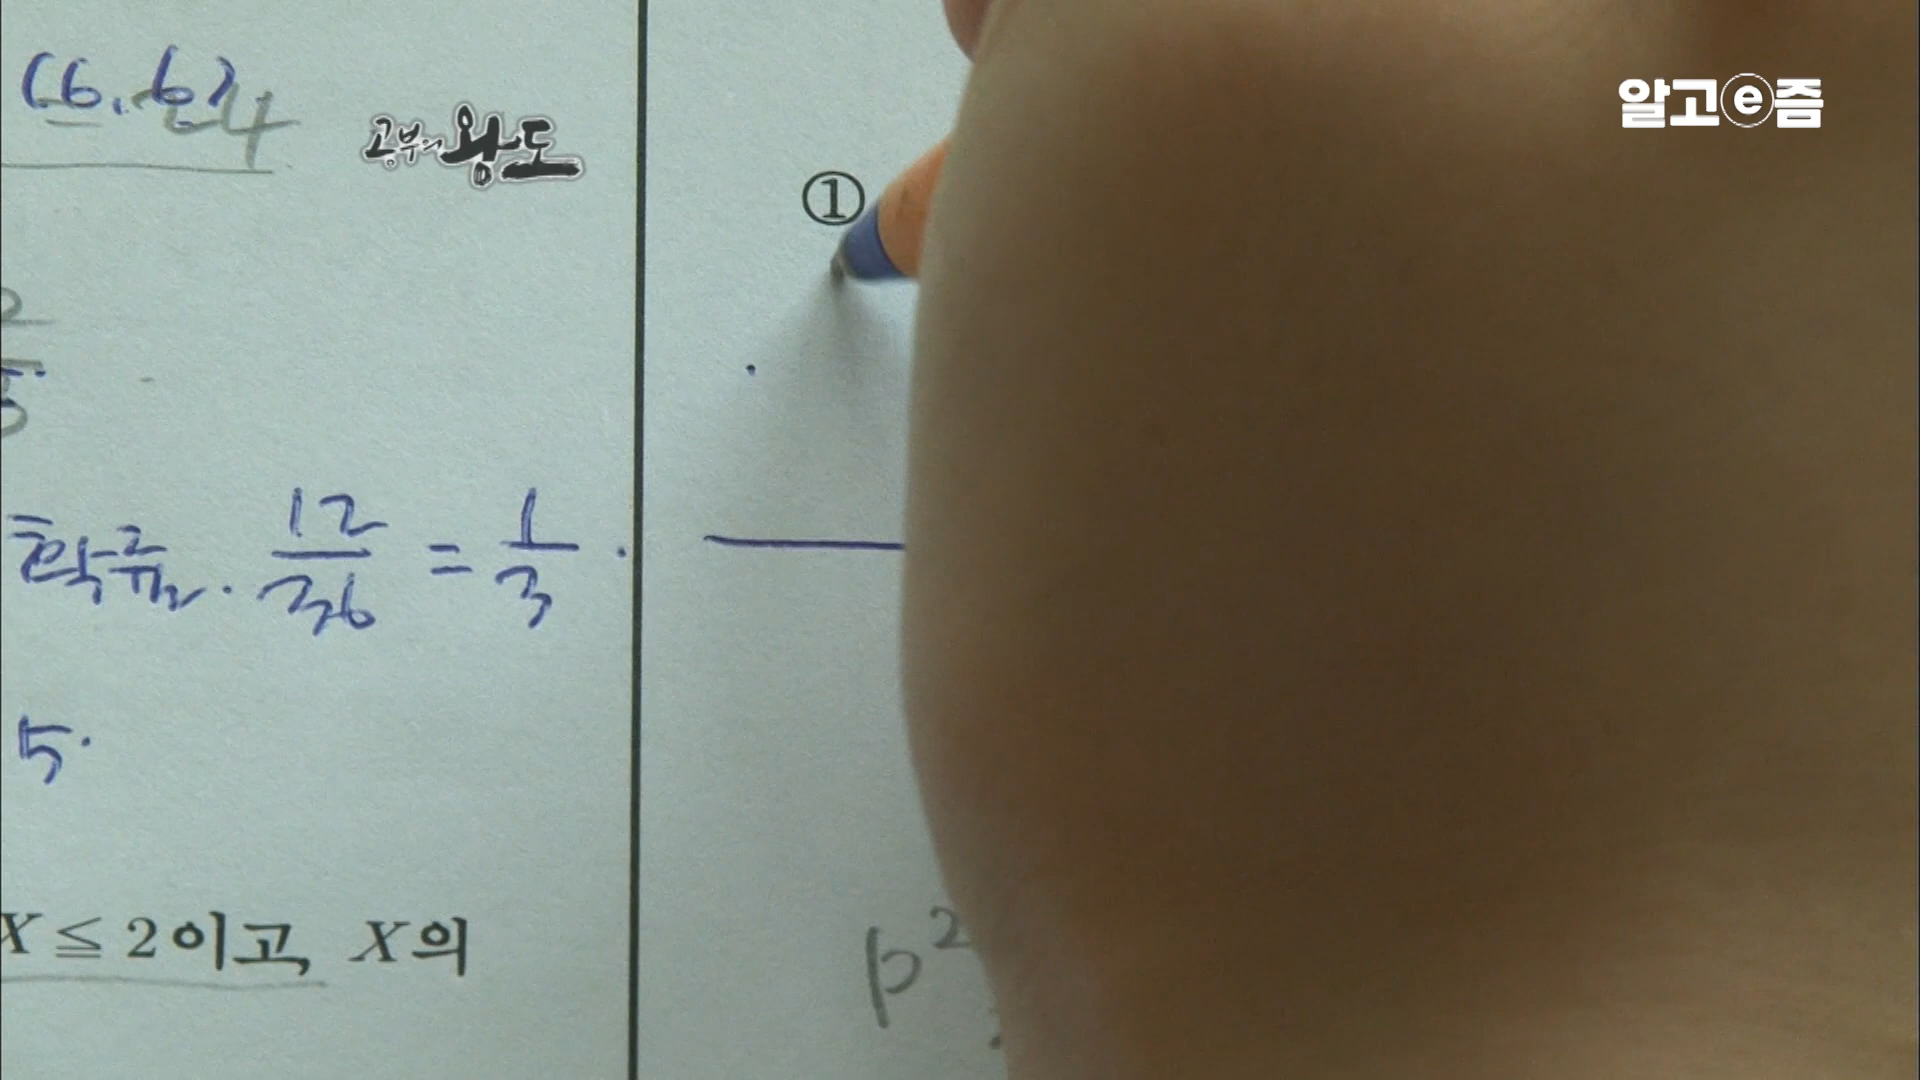 (6, 6) 4
공부의 왕도
알고e즘
①
확률. 12/36 = 1/3.
5.
X ≦ 2이고, X의
p²